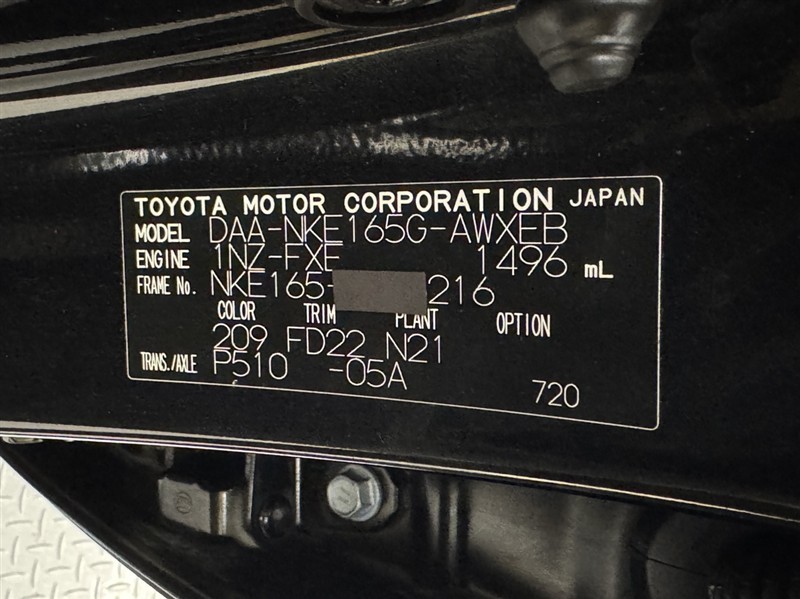 TOYOTA MOTOR CORPORATION JAPAN
MODEL DAA-NKE165G-AWXEB
ENGINE 1NZ-FXE 1496 mL
FRAME No. NKE165- 216
COLOR TRIM PLANT OPTION
209 FD22 N21
TRANS./AXLE P510 -05A
720